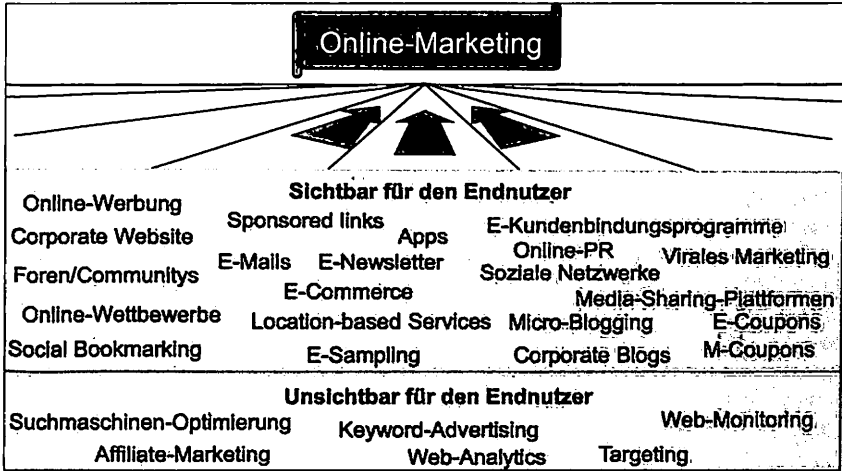 Online-Marketing
Sichtbar für den Endnutzer
Online-Werbung
Sponsored links
Apps
E-Kundenbindungsprogramme
Corporate Website
Online-PR
Virales Marketing
Foren/Communitys
E-Mails
E-Newsletter
Soziale Netzwerke
E-Commerce
Media-Sharing-Plattformen
Online-Wettbewerbe
Location-based Services
Micro-Blogging
E-Coupons
Social Bookmarking
E-Sampling
Corporate Blogs
M-Coupons
Unsichtbar für den Endnutzer
Suchmaschinen-Optimierung
Keyword-Advertising
Web-Monitoring
Affiliate-Marketing
Web-Analytics
Targeting